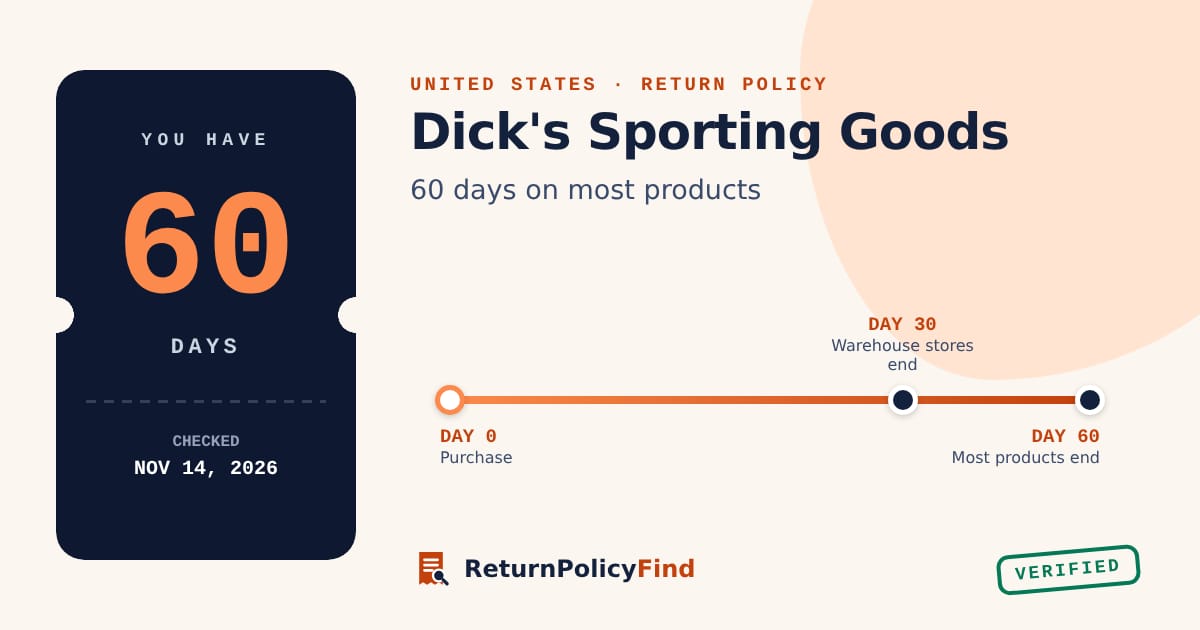 YOU HAVE
60
DAYS
CHECKED
NOV 14, 2026
UNITED STATES · RETURN POLICY
Dick's Sporting Goods
60 days on most products
DAY 30
Warehouse stores
end
DAY 0
Purchase
DAY 60
Most products end
ReturnPolicyFind
VERIFIED